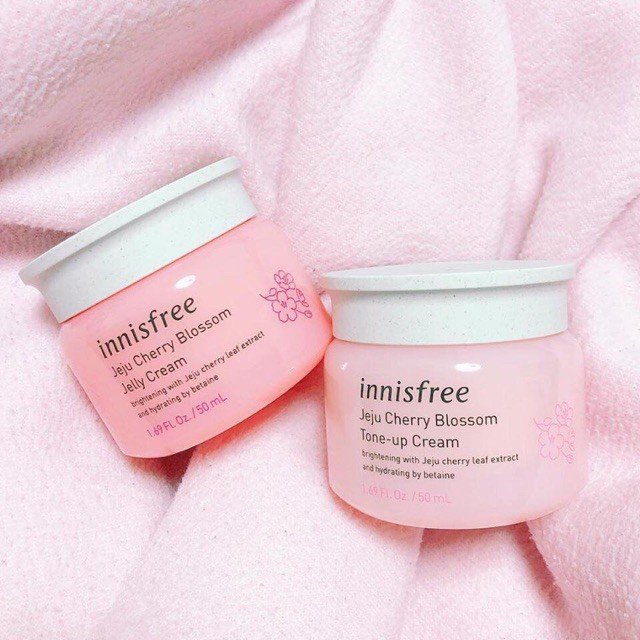 innisfree
Jeju Cherry Blossom
Jelly Cream
brightening with Jeju cherry leaf extract
and hydrating by betaine
1.69 FL. Oz. / 50 mL
innisfree
Jeju Cherry Blossom
Tone-up Cream
brightening with Jeju cherry leaf extract
and hydrating by betaine
1.69 FL. Oz. / 50 mL